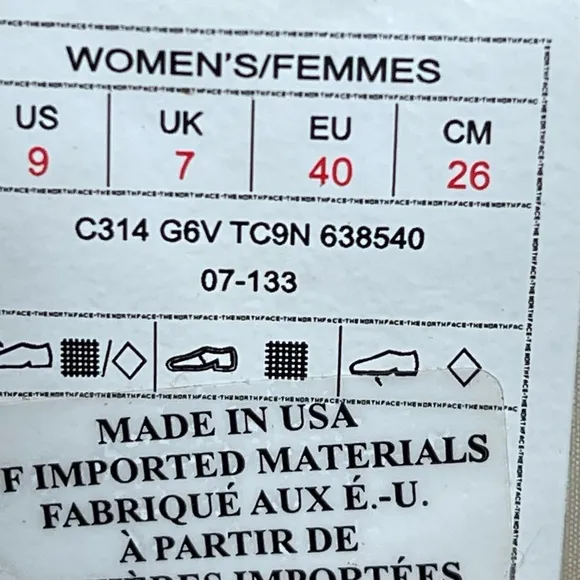 WOMEN'S/FEMMES
US UK EU CM
9 7 40 26
C314 G6V TC9N 638540
07-133
MADE IN USA
F IMPORTED MATERIALS
FABRIQUÉ AUX É.-U.
À PARTIR DE
IMPORTÉES